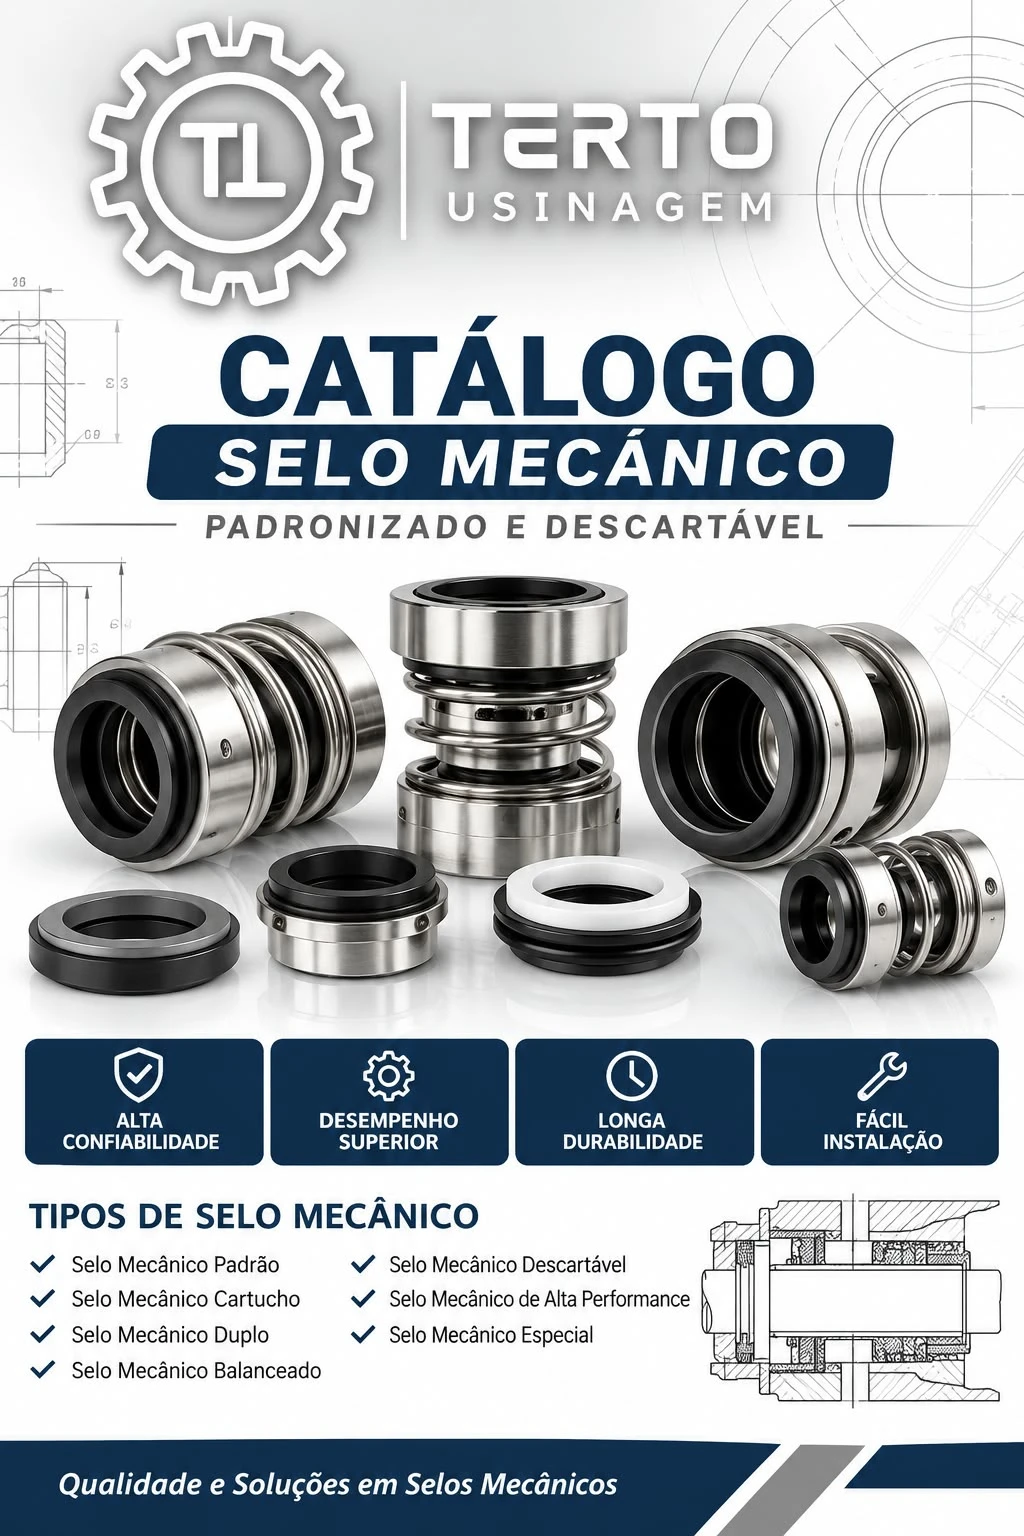 TERTO
USINAGEM
36
CATÁLOGO
SELO MECÁNICO
PADRONIZADO E DESCARTÁVEL
ALTA
CONFIABILIDADE
DESEMPENHO
SUPERIOR
LONGA
DURABILIDADE
FÁCIL
INSTALAÇÃO
TIPOS DE SELO MECÂNICO
Selo Mecânico Padrão
Selo Mecânico Cartucho
Selo Mecânico Duplo
Selo Mecânico Balanceado
Selo Mecânico Descartável
Selo Mecânico de Alta Performance
Selo Mecânico Especial
Qualidade e Soluções em Selos Mecânicos